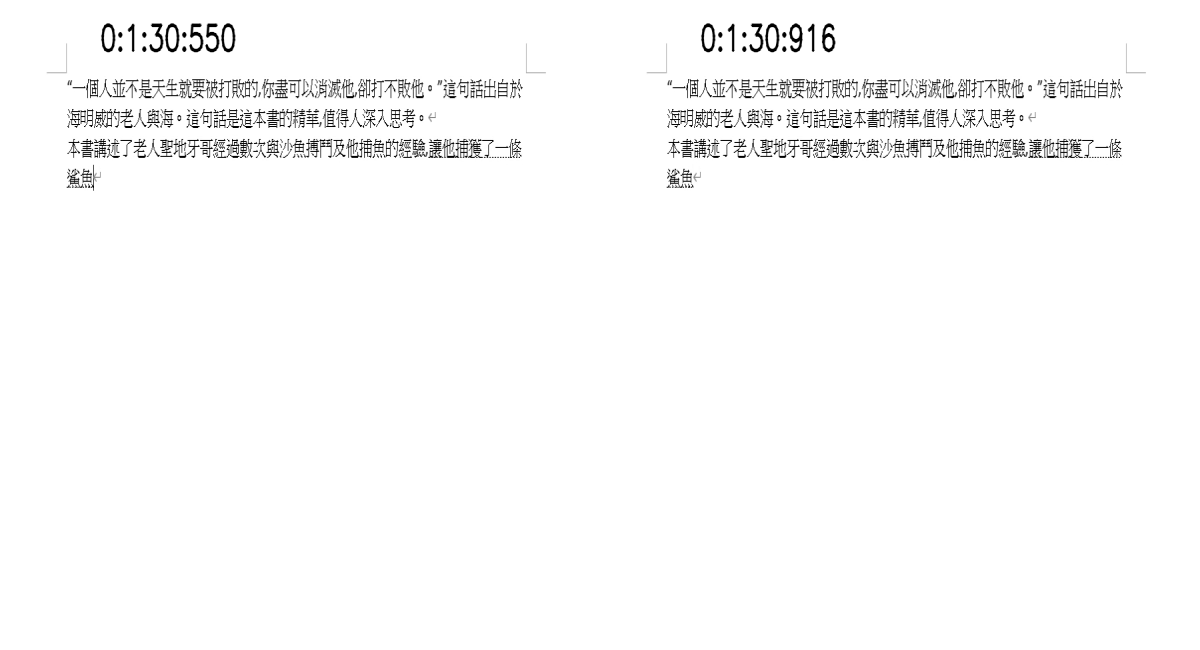 0:1:30:550
“一個人並不是天生就要被打敗的,你盡可以消滅他,卻打不敗他。”這句話出自於
海明威的老人與海。這句話是這本書的精華,值得人深入思考。
本書講述了老人聖地牙哥經過數次與沙魚搏鬥及他捕魚的經驗,讓他捕獲了一條
鯊魚
0:1:30:916
“一個人並不是天生就要被打敗的,你盡可以消滅他,卻打不敗他。”這句話出自於
海明威的老人與海。這句話是這本書的精華,值得人深入思考。
本書講述了老人聖地牙哥經過數次與沙魚搏鬥及他捕魚的經驗,讓他捕獲了一條
鯊魚